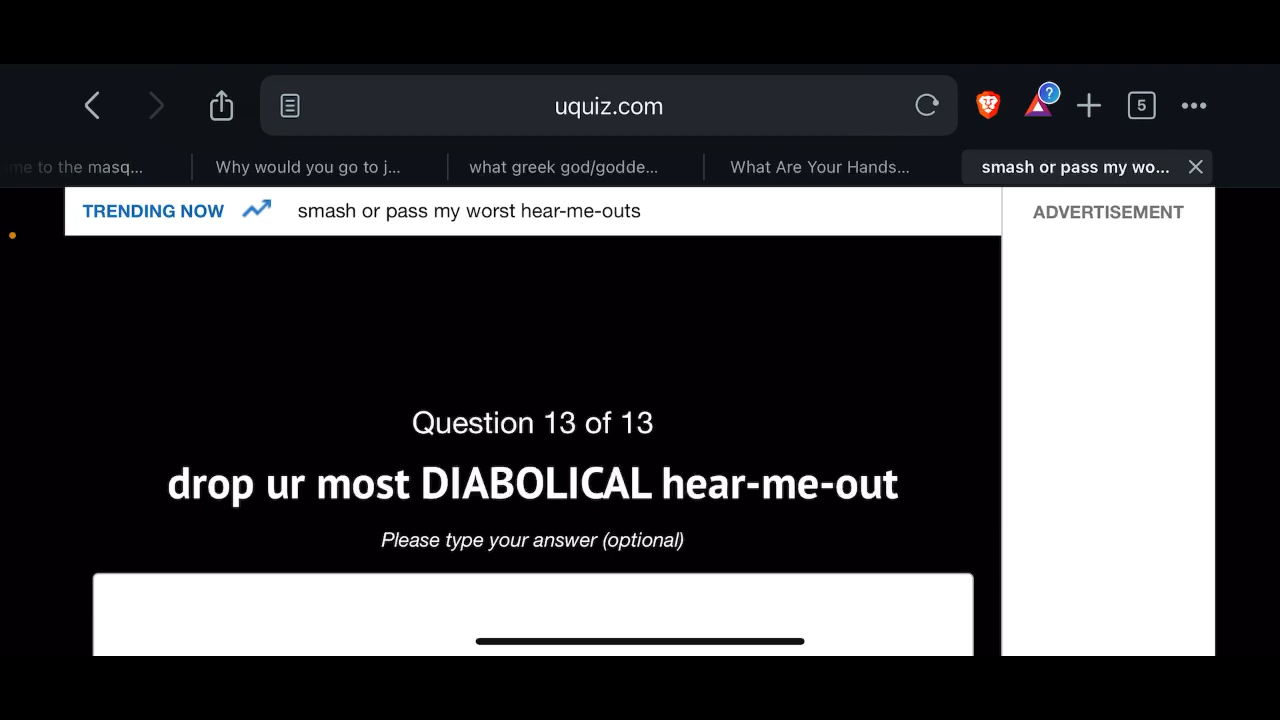 uquiz.com
?
5
me to the masq...
Why would you go to j...
what greek god/godde...
What Are Your Hands...
smash or pass my wo...
TRENDING NOW
smash or pass my worst hear-me-outs
ADVERTISEMENT
Question 13 of 13
drop ur most DIABOLICAL hear-me-out
Please type your answer (optional)